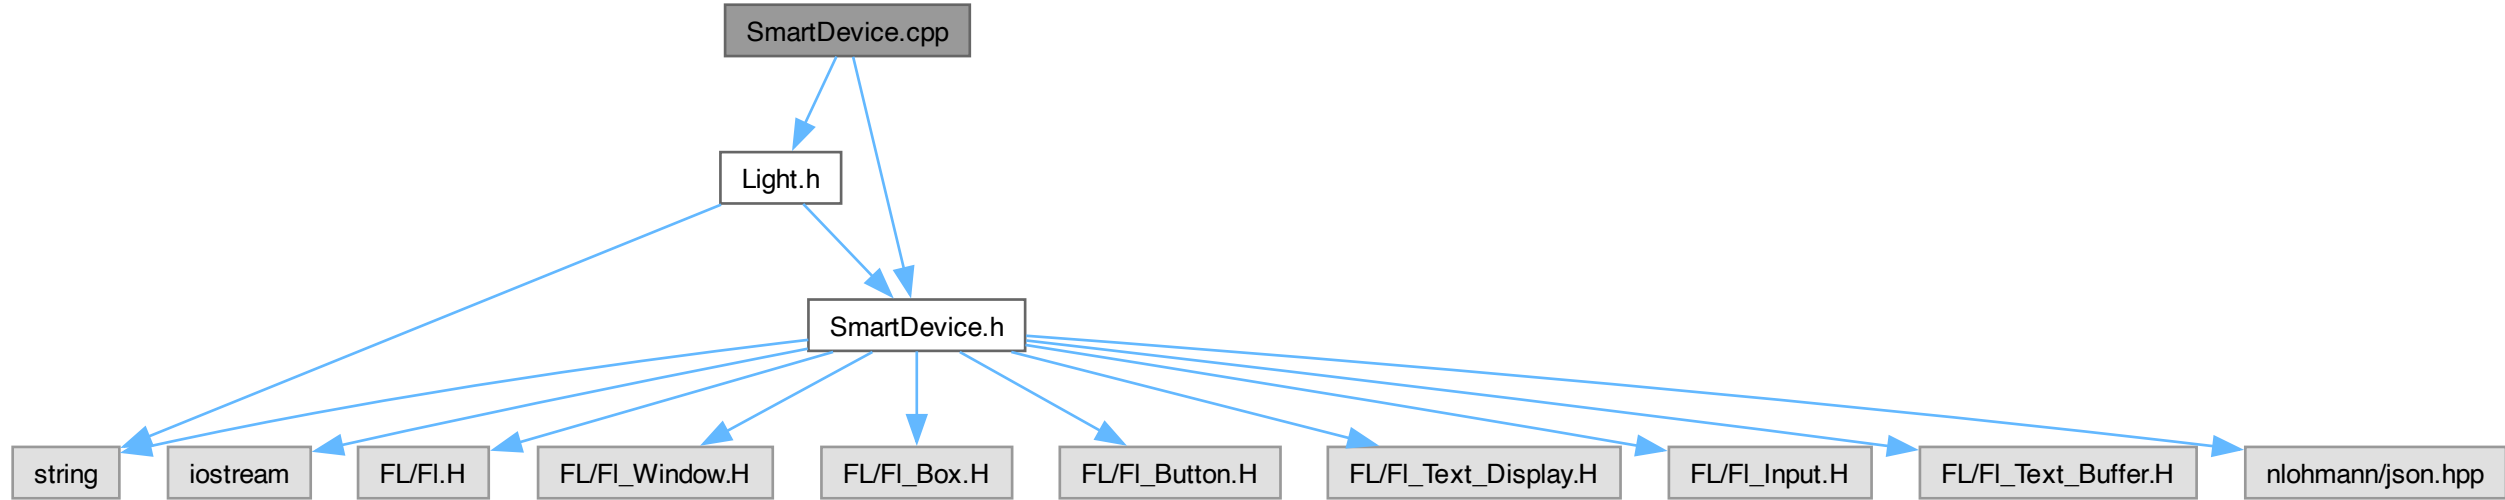 SmartDevice.cpp
Light.h
SmartDevice.h
string
iostream
FL/Fl.H
FL/Fl_Window.H
FL/Fl_Box.H
FL/Fl_Button.H
FL/Fl_Text_Display.H
FL/Fl_Input.H
FL/Fl_Text_Buffer.H
nlohmann/json.hpp